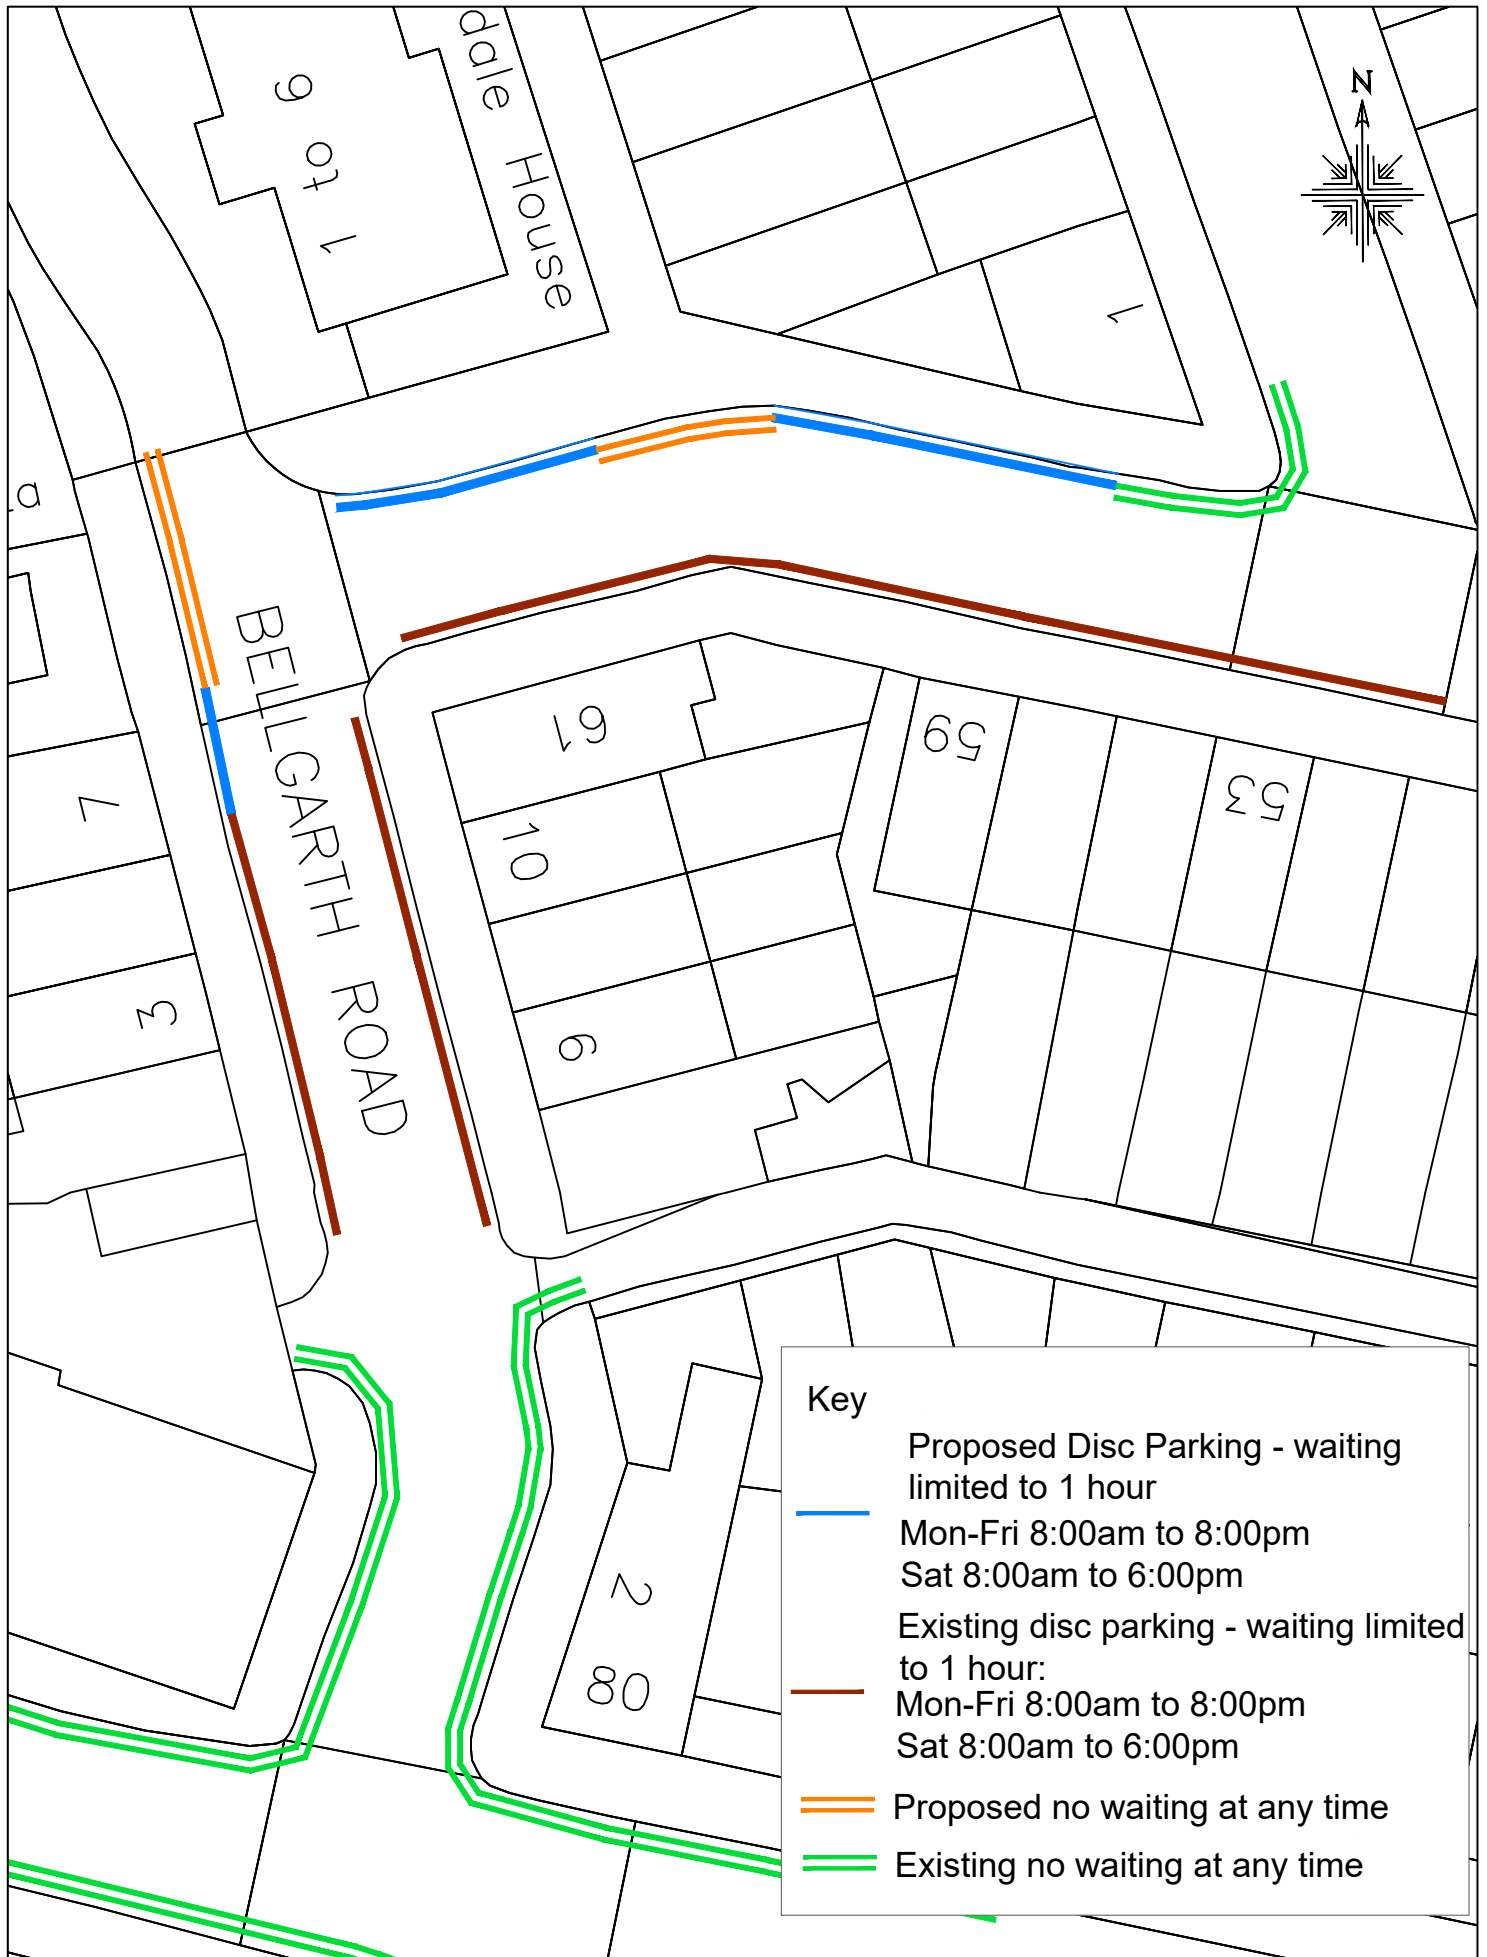 dale House
1 to 9
N
1
a
BELLGARTH ROAD
61
59
53
7
10
3
6
2
80
Key
Proposed Disc Parking - waiting
limited to 1 hour
Mon-Fri 8:00am to 8:00pm
Sat 8:00am to 6:00pm
Existing disc parking - waiting limited
to 1 hour:
Mon-Fri 8:00am to 8:00pm
Sat 8:00am to 6:00pm
Proposed no waiting at any time
Existing no waiting at any time